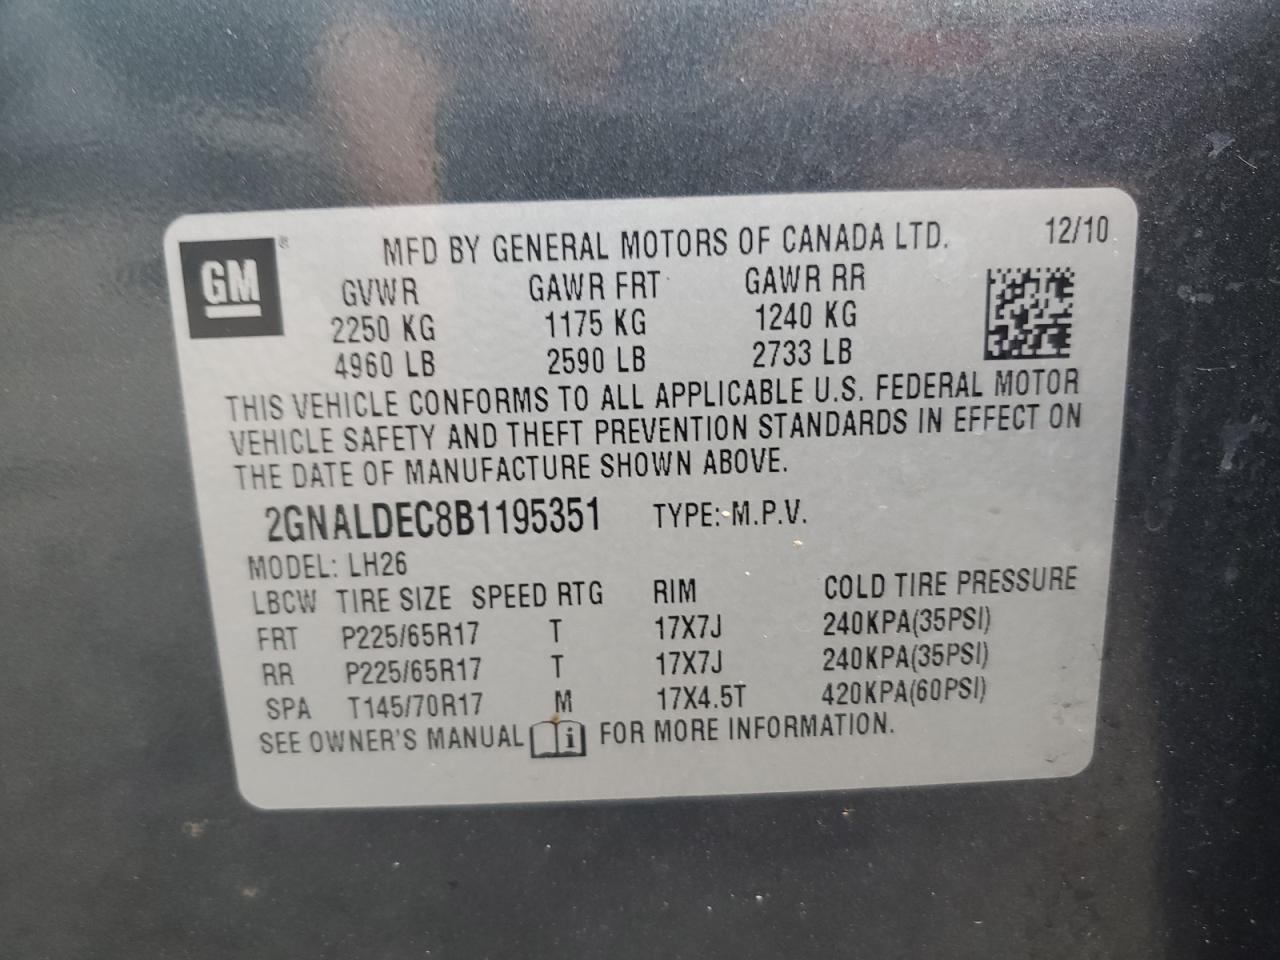 GM ®
MFD BY GENERAL MOTORS OF CANADA LTD. 12/10
GVWR GAWR FRT GAWR RR
2250 KG 1175 KG 1240 KG
4960 LB 2590 LB 2733 LB
THIS VEHICLE CONFORMS TO ALL APPLICABLE U.S. FEDERAL MOTOR
VEHICLE SAFETY AND THEFT PREVENTION STANDARDS IN EFFECT ON
THE DATE OF MANUFACTURE SHOWN ABOVE.
2GNALDEC8B1195351 TYPE: M.P.V.
MODEL: LH26
LBCW TIRE SIZE SPEED RTG RIM COLD TIRE PRESSURE
FRT P225/65R17 T 17X7J 240KPA(35PSI)
RR P225/65R17 T 17X7J 240KPA(35PSI)
SPA T145/70R17 M 17X4.5T 420KPA(60PSI)
SEE OWNER'S MANUAL i FOR MORE INFORMATION.